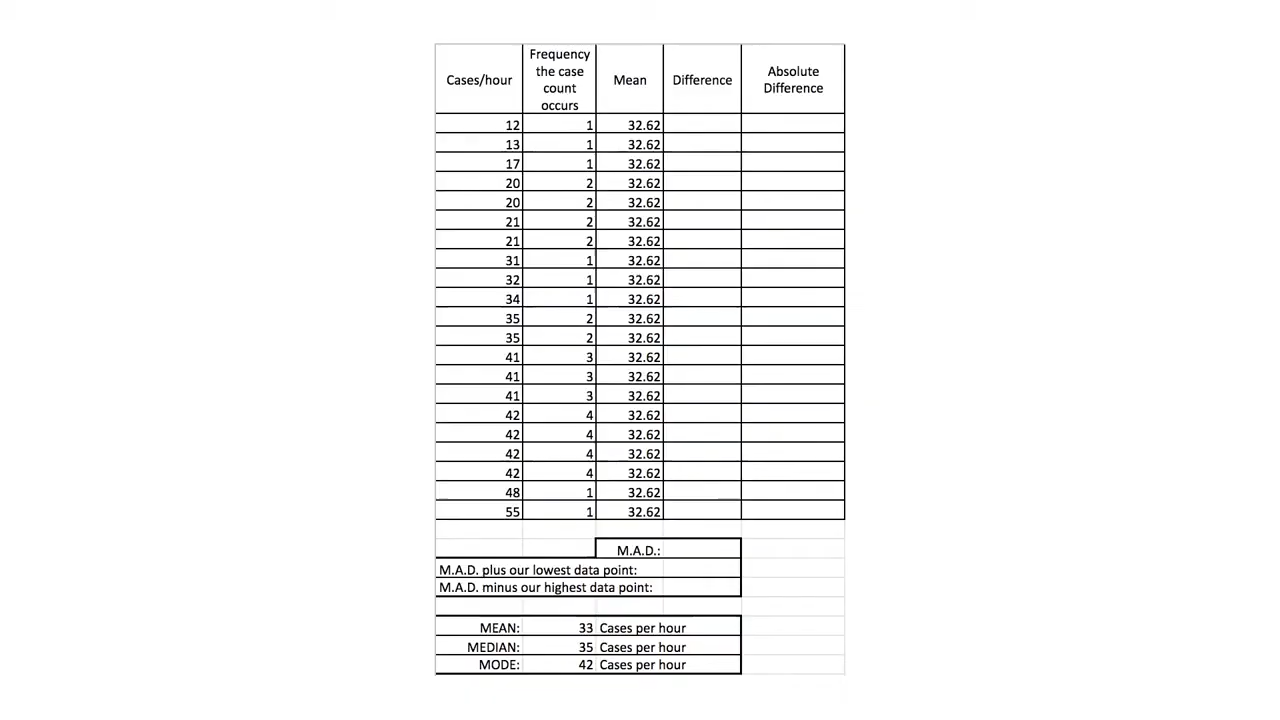 Cases/hour Frequency the case count occurs Mean Difference Absolute Difference
12 1 32.62
13 1 32.62
17 1 32.62
20 2 32.62
20 2 32.62
21 2 32.62
21 2 32.62
31 1 32.62
32 1 32.62
34 1 32.62
35 2 32.62
35 2 32.62
41 3 32.62
41 3 32.62
41 3 32.62
42 4 32.62
42 4 32.62
42 4 32.62
42 4 32.62
48 1 32.62
55 1 32.62
M.A.D.:
M.A.D. plus our lowest data point:
M.A.D. minus our highest data point:
MEAN: 33 Cases per hour
MEDIAN: 35 Cases per hour
MODE: 42 Cases per hour